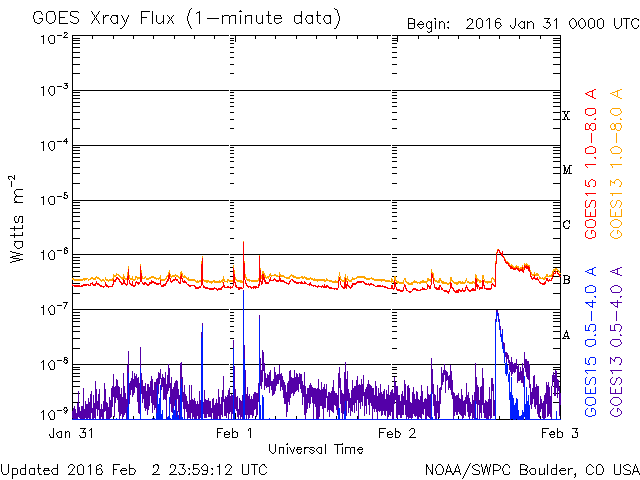 GOES Xray Flux (1-minute data)
Begin: 2016 Jan 31 0000 UTC
10-2
10-3
10-4
10-5
10-6
10-7
10-8
10-9
Watts m-2
X
M
C
B
A
GOES15 1.0-8.0 A
GOES13 1.0-8.0 A
GOES15 0.5-4.0 A
GOES13 0.5-4.0 A
Jan 31
Feb 1
Feb 2
Feb 3
Universal Time
Updated 2016 Feb 2 23:59:12 UTC
NOAA/SWPC Boulder, CO USA